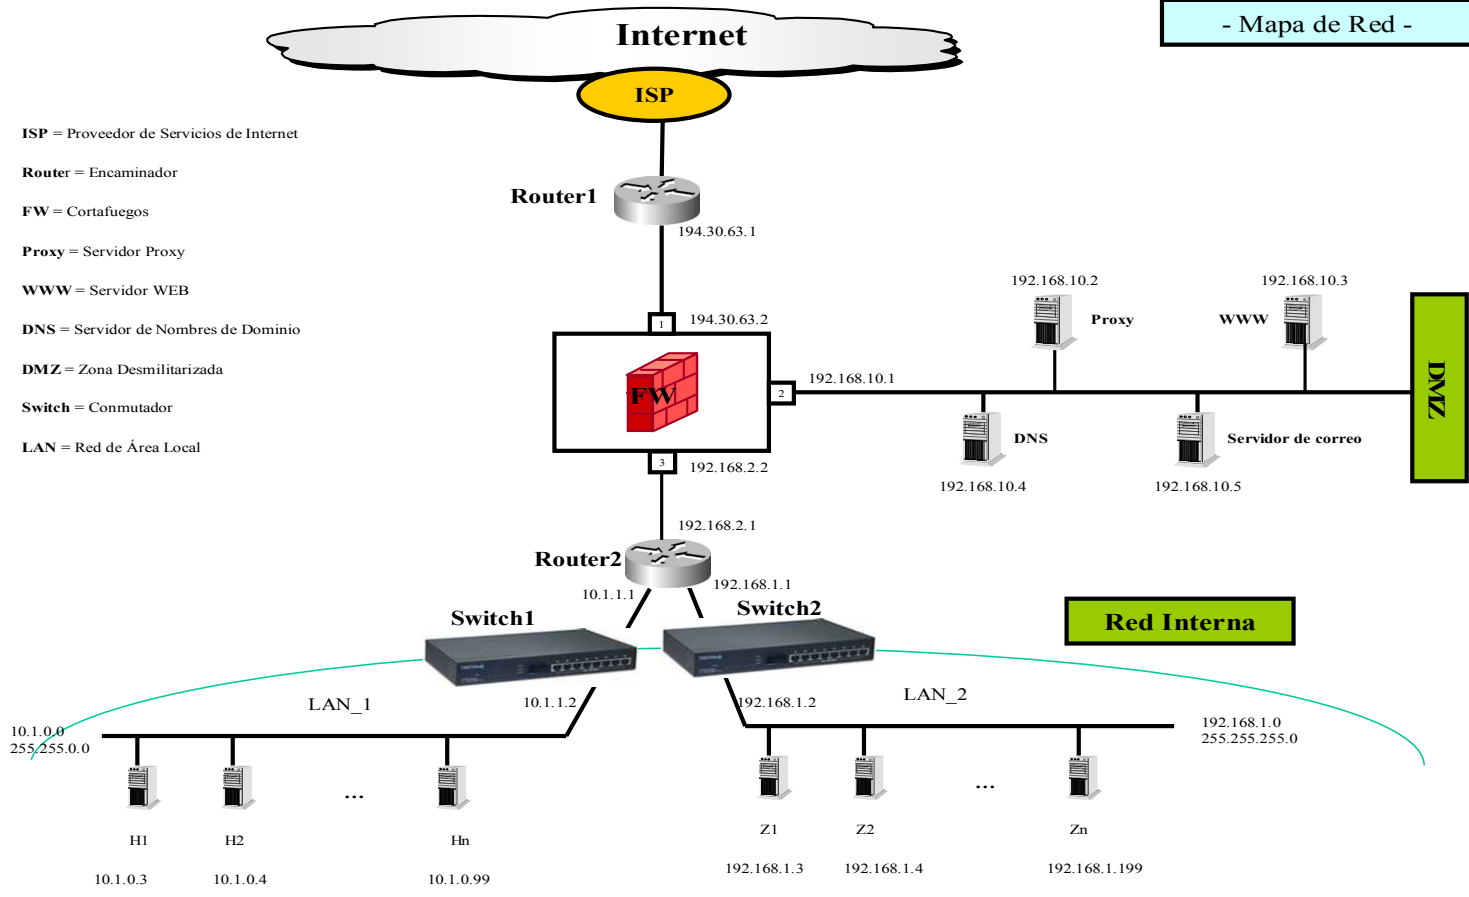 - Mapa de Red -
Internet
ISP
ISP = Proveedor de Servicios de Internet
Router = Encaminador
FW = Cortafuegos
Proxy = Servidor Proxy
WWW = Servidor WEB
DNS = Servidor de Nombres de Dominio
DMZ = Zona Desmilitarizada
Switch = Conmutador
LAN = Red de Área Local
Router1
194.30.63.1
1
194.30.63.2
FW
2
192.168.10.1
3
192.168.2.2
192.168.10.2
Proxy
192.168.10.3
WWW
DNS
192.168.10.4
Servidor de correo
192.168.10.5
DMZ
192.168.2.1
Router2
10.1.1.1
192.168.1.1
Switch1
Switch2
Red Interna
LAN_1
10.1.1.2
192.168.1.2
LAN_2
10.1.0.0
255.255.0.0
192.168.1.0
255.255.255.0
...
...
H1
H2
Hn
Z1
Z2
Zn
10.1.0.3
10.1.0.4
10.1.0.99
192.168.1.3
192.168.1.4
192.168.1.199